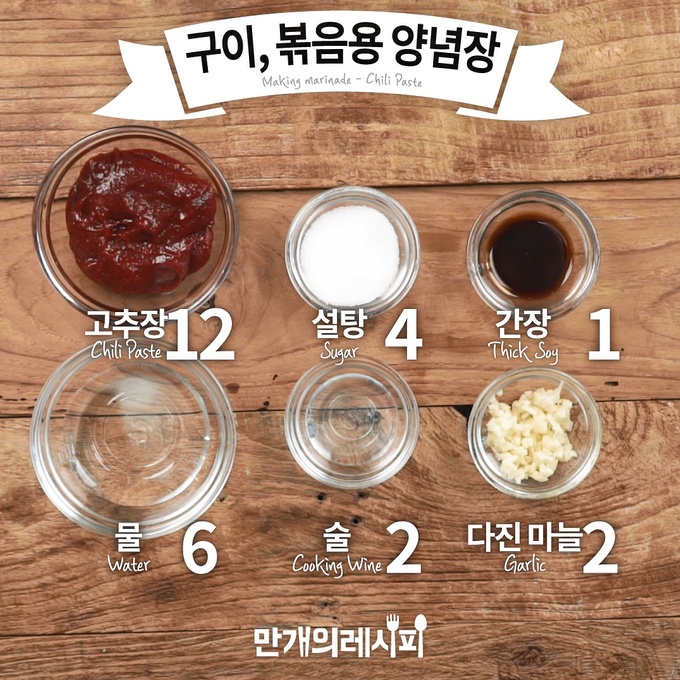 구이, 볶음용 양념장
Making marinade - Chili Paste
고추장 12
Chili Paste
설탕 4
Sugar
간장 1
Thick Soy
물 6
Water
술 2
Cooking Wine
다진 마늘 2
Garlic
만개의레시피